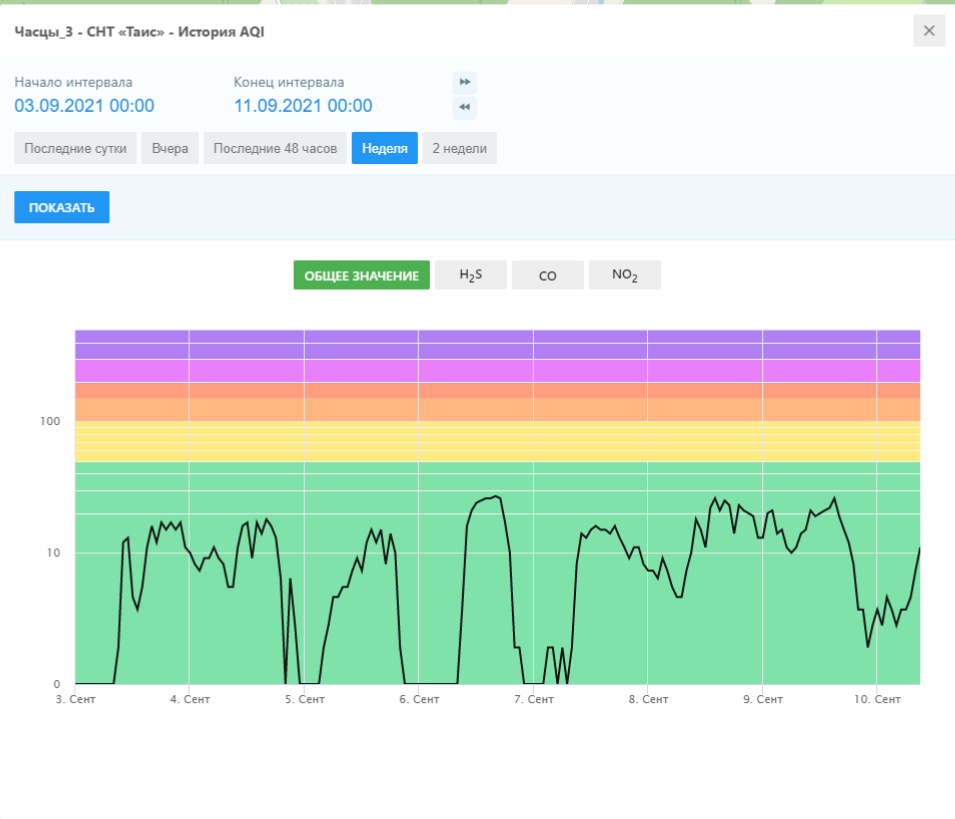 Часцы_3 - СНТ «Таис» - История AQI
Начало интервала
Конец интервала
03.09.2021 00:00
11.09.2021 00:00
Последние сутки
Вчера
Последние 48 часов
Неделя
2 недели
ПОКАЗАТЬ
ОБЩЕЕ ЗНАЧЕНИЕ
H₂S
CO
NO₂
100
10
0
3. Сент
4. Сент
5. Сент
6. Сент
7. Сент
8. Сент
9. Сент
10. Сент